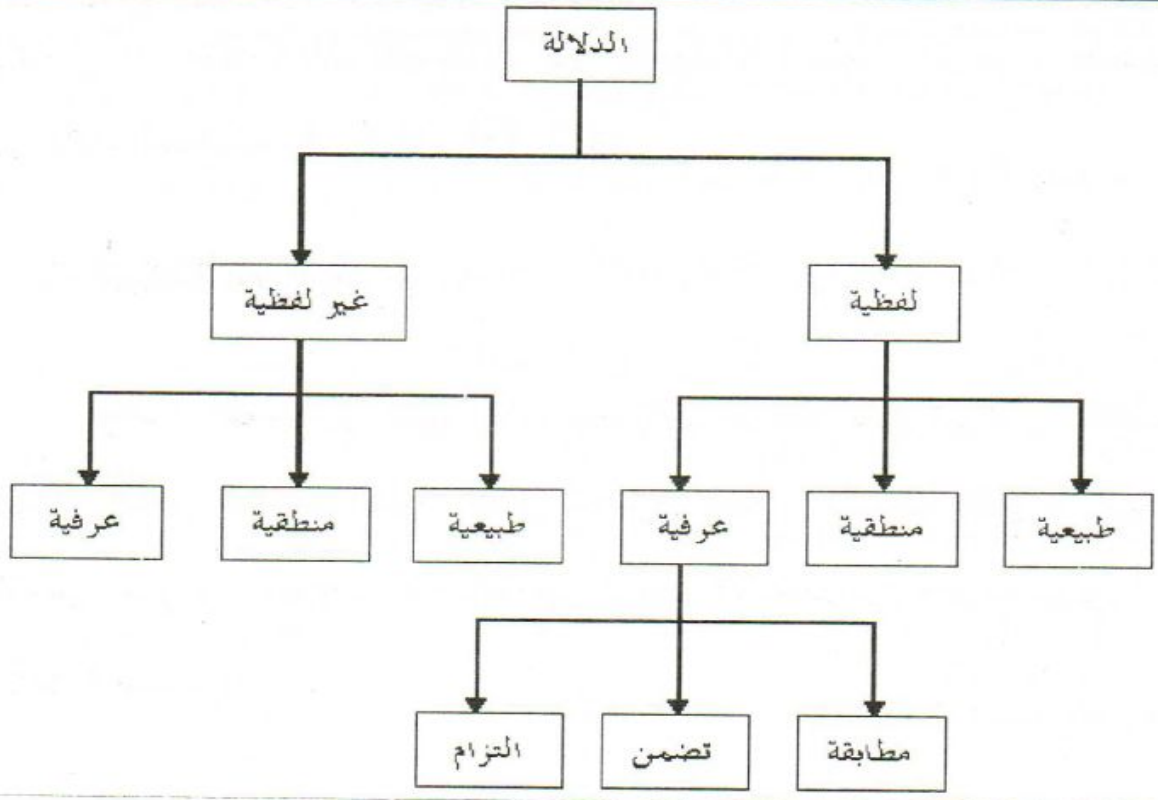 الدلالة
لفظية
غير لفظية
طبيعية
منطقية
عرفية
طبيعية
منطقية
عرفية
مطابقة
تضمن
التزام